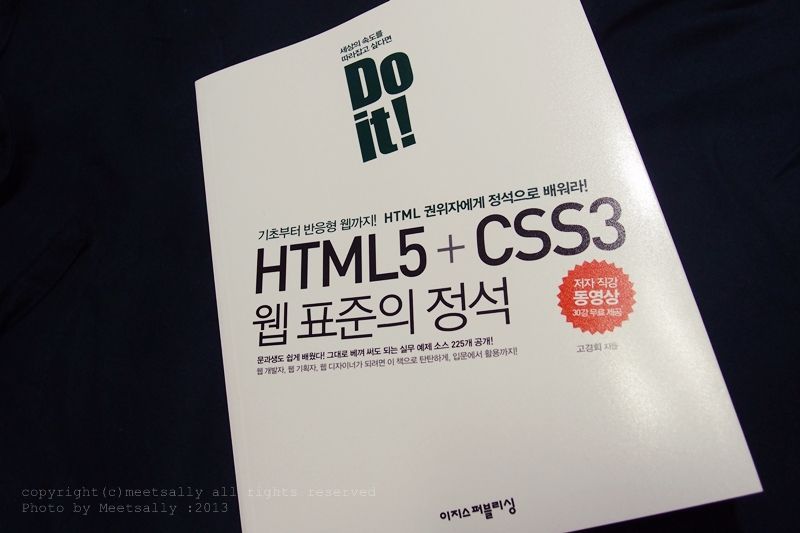 세상의 속도를
따라잡고 싶다면
Do
it!
기초부터 반응형 웹까지! HTML 권위자에게 정석으로 배워라!
HTML5 + CSS3
웹 표준의 정석
저자 직강
동영상
30강 무료 제공
문과생도 쉽게 배웠다! 그대로 베껴 써도 되는 실무 예제 소스 225개 공개!
웹 개발자, 웹 기획자, 웹 디자이너가 되려면 이 책으로 탄탄하게, 입문에서 활용까지!
고경희 지음
이지스퍼블리싱
copyright(c)meetsally all rights reserved
Photo by Meetsally :2013